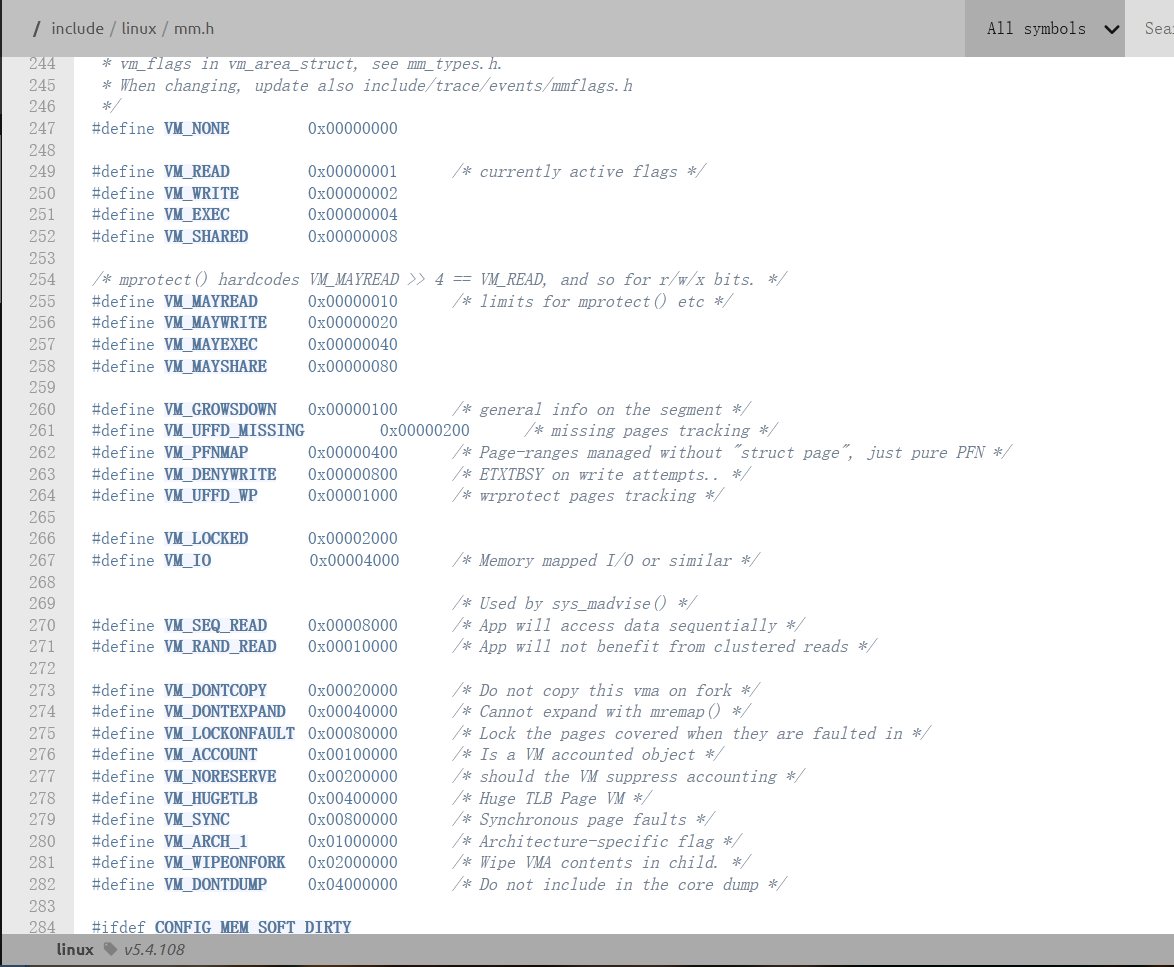 / include / linux / mm.h
All symbols
Sea
244 * vm_flags in vm_area_struct, see mm_types.h.
245 * When changing, update also include/trace/events/mmflags.h
246 */
247 #define VM_NONE 0x00000000
248
249 #define VM_READ 0x00000001 /* currently active flags */
250 #define VM_WRITE 0x00000002
251 #define VM_EXEC 0x00000004
252 #define VM_SHARED 0x00000008
253
254 /* mprotect() hardcodes VM_MAYREAD >> 4 == VM_READ, and so for r/w/x bits. */
255 #define VM_MAYREAD 0x00000010 /* limits for mprotect() etc */
256 #define VM_MAYWRITE 0x00000020
257 #define VM_MAYEXEC 0x00000040
258 #define VM_MAYSHARE 0x00000080
259
260 #define VM_GROWSDOWN 0x00000100 /* general info on the segment */
261 #define VM_UFFD_MISSING 0x00000200 /* missing pages tracking */
262 #define VM_PFNMAP 0x00000400 /* Page-ranges managed without "struct page", just pure PFN */
263 #define VM_DENYWRITE 0x00000800 /* ETXTBSY on write attempts.. */
264 #define VM_UFFD_WP 0x00001000 /* wrprotect pages tracking */
265
266 #define VM_LOCKED 0x00002000
267 #define VM_IO 0x00004000 /* Memory mapped I/O or similar */
268
269 /* Used by sys_madvise() */
270 #define VM_SEQ_READ 0x00008000 /* App will access data sequentially */
271 #define VM_RAND_READ 0x00010000 /* App will not benefit from clustered reads */
272
273 #define VM_DONTCOPY 0x00020000 /* Do not copy this vma on fork */
274 #define VM_DONTEXPAND 0x00040000 /* Cannot expand with mremap() */
275 #define VM_LOCKONFAULT 0x00080000 /* Lock the pages covered when they are faulted in */
276 #define VM_ACCOUNT 0x00100000 /* Is a VM accounted object */
277 #define VM_NORESERVE 0x00200000 /* should the VM suppress accounting */
278 #define VM_HUGETLB 0x00400000 /* Huge TLB Page VM */
279 #define VM_SYNC 0x00800000 /* Synchronous page faults */
280 #define VM_ARCH_1 0x01000000 /* Architecture-specific flag */
281 #define VM_WIPEONFORK 0x02000000 /* Wipe VMA contents in child. */
282 #define VM_DONTDUMP 0x04000000 /* Do not include in the core dump */
283
284 #ifdef CONFIG_MEM_SOFT_DIRTY
linux v5.4.108